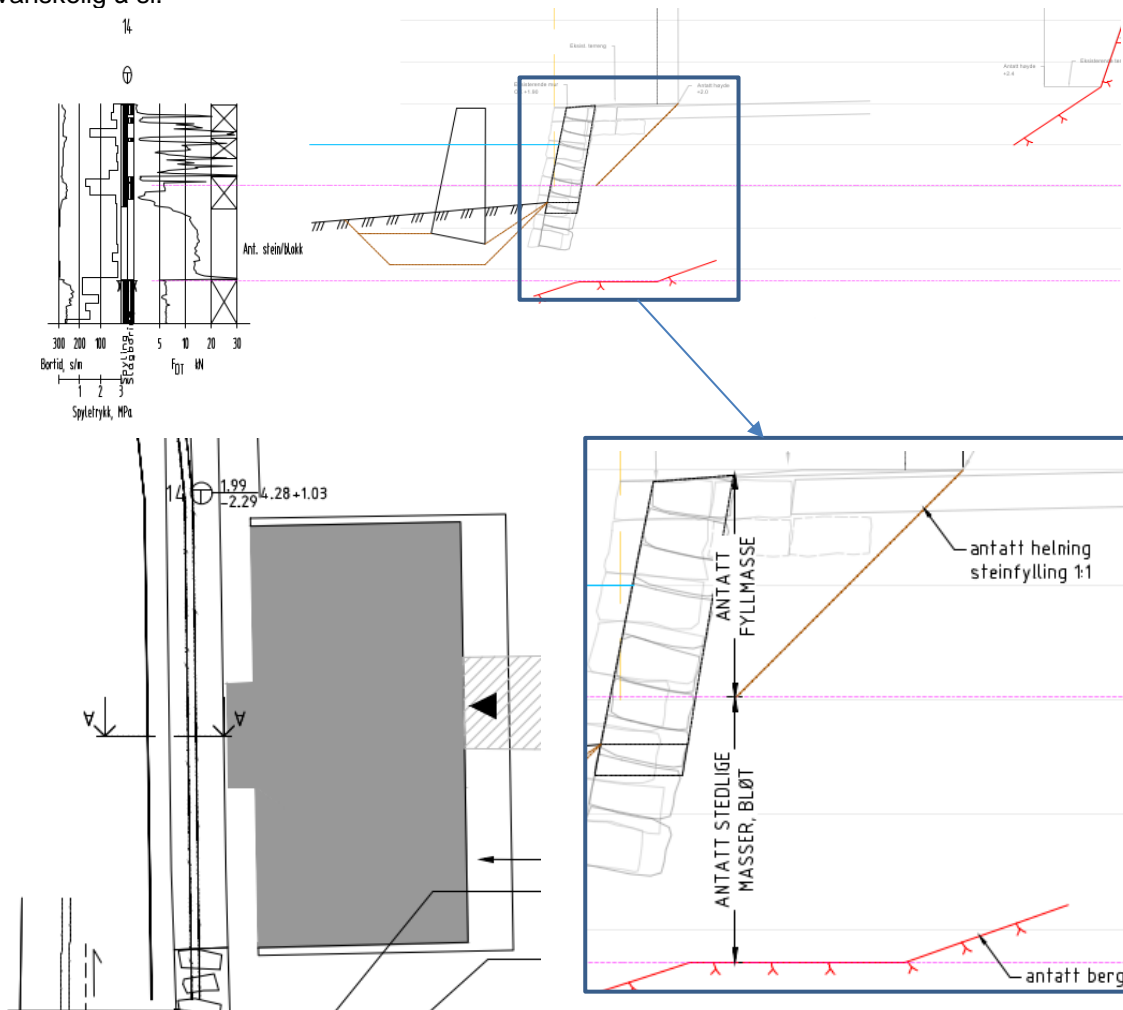 vanskelig å si.
14
Eksist. terreng
Antatt høyde
+2.0
Antatt høyde
+2.4
Ant. stein/blokk
300 200 100
5 10 20 30
Bortid, s/m
Spyling
F_DT kN
1 2 3
Spyletrykk, MPa
14
1.99
-2.29
4.28+1.03
A
A
ANTATT
FYLLMASSE
antatt helning
steinfylling 1:1
ANTATT STEDLIGE
MASSER, BLØT
antatt berg